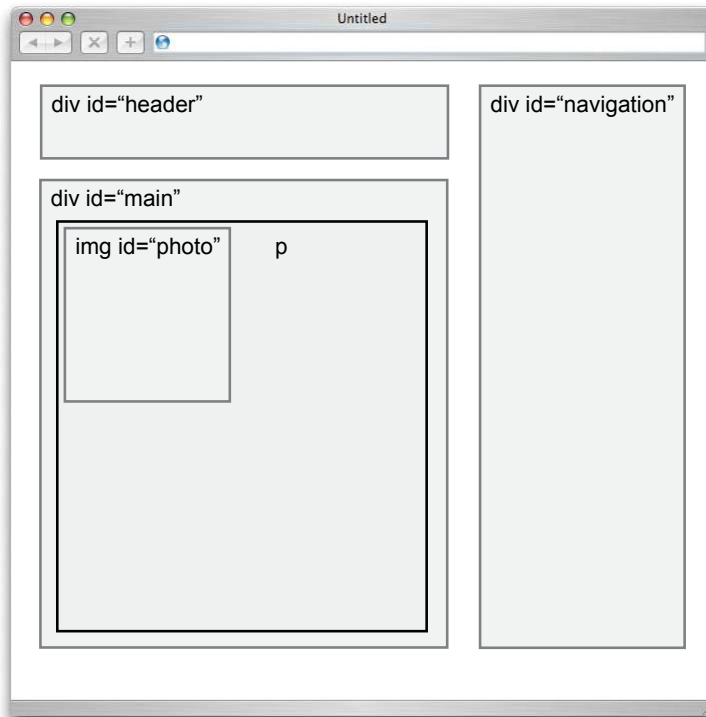 Untitled
div id=“header”
div id=“navigation”
div id=“main”
img id=“photo”
p